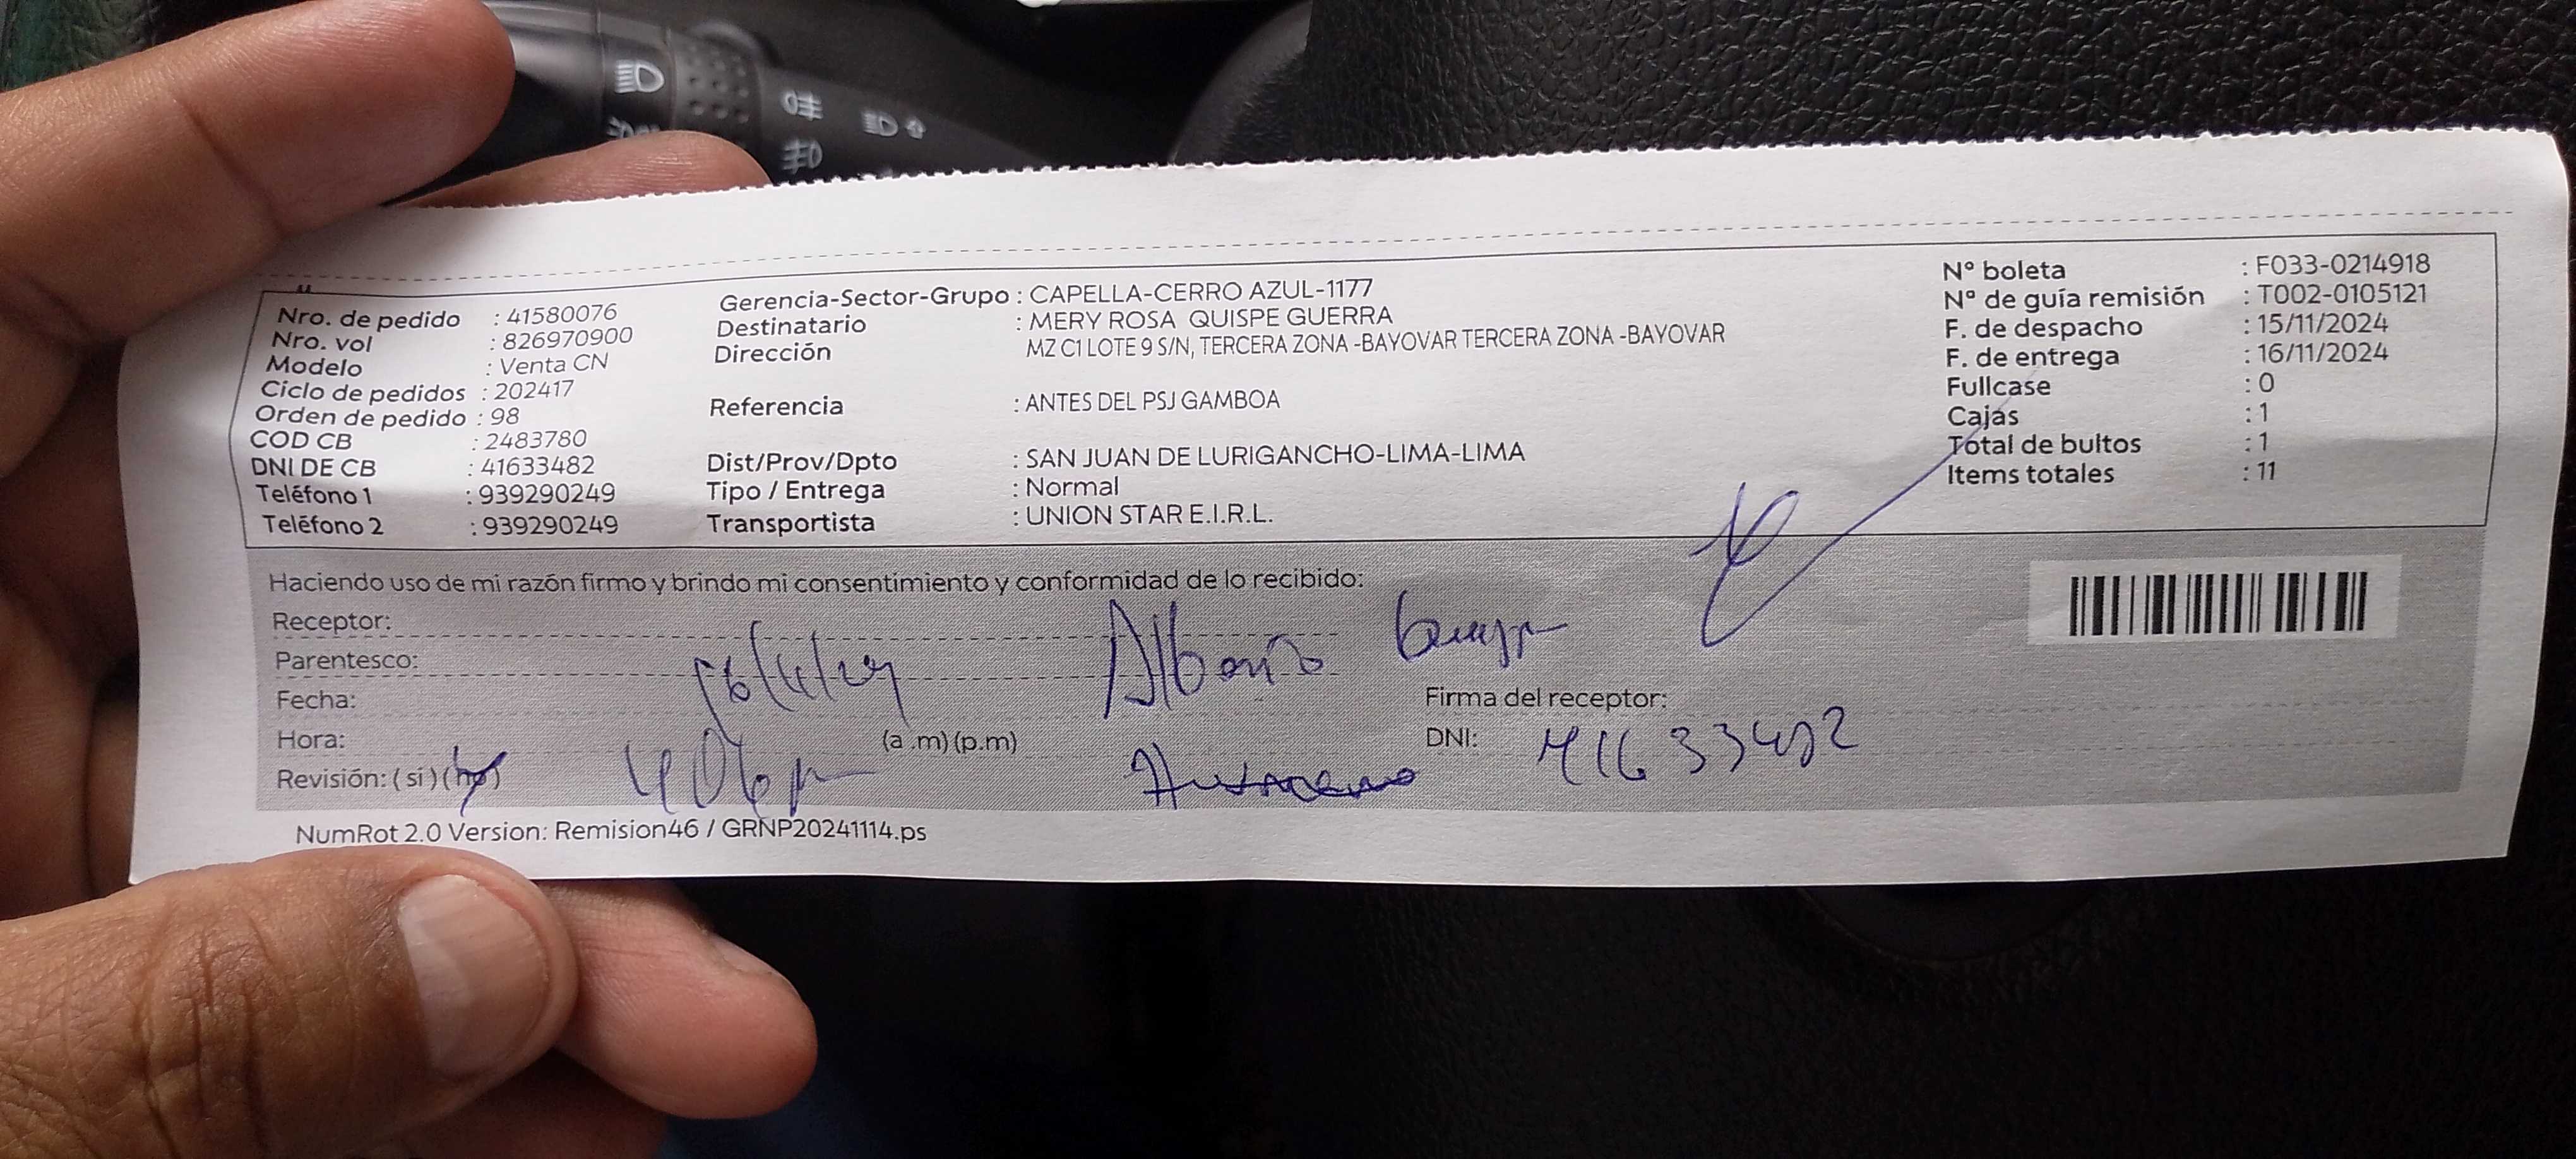 Nro. de pedido : 41580076
Nro. vol : 826970900
Modelo : Venta CN
Ciclo de pedidos : 202417
Orden de pedido : 98
COD CB : 2483780
DNI DE CB : 41633482
Teléfono 1 : 939290249
Teléfono 2 : 939290249
Gerencia-Sector-Grupo : CAPELLA-CERRO AZUL-1177
Destinatario : MERY ROSA QUISPE GUERRA
Dirección MZ C1 LOTE 9 S/N, TERCERA ZONA -BAYOVAR TERCERA ZONA -BAYOVAR
Referencia : ANTES DEL PSJ GAMBOA
Dist/Prov/Dpto : SAN JUAN DE LURIGANCHO-LIMA-LIMA
Tipo / Entrega : Normal
Transportista : UNION STAR E.I.R.L.
N° boleta : F033-0214918
N° de guía remisión : T002-0105121
F. de despacho : 15/11/2024
F. de entrega : 16/11/2024
Fullcase : 0
Cajas : 1
Total de bultos : 1
Items totales : 11
Haciendo uso de mi razón firmo y brindo mi consentimiento y conformidad de lo recibido:
Receptor:
Parentesco:
Fecha:
Hora: (a .m) (p.m)
Revisión: ( si ) (no)
Firma del receptor:
DNI: 41633482
NumRot 2.0 Version: Remision46 / GRNP20241114.ps